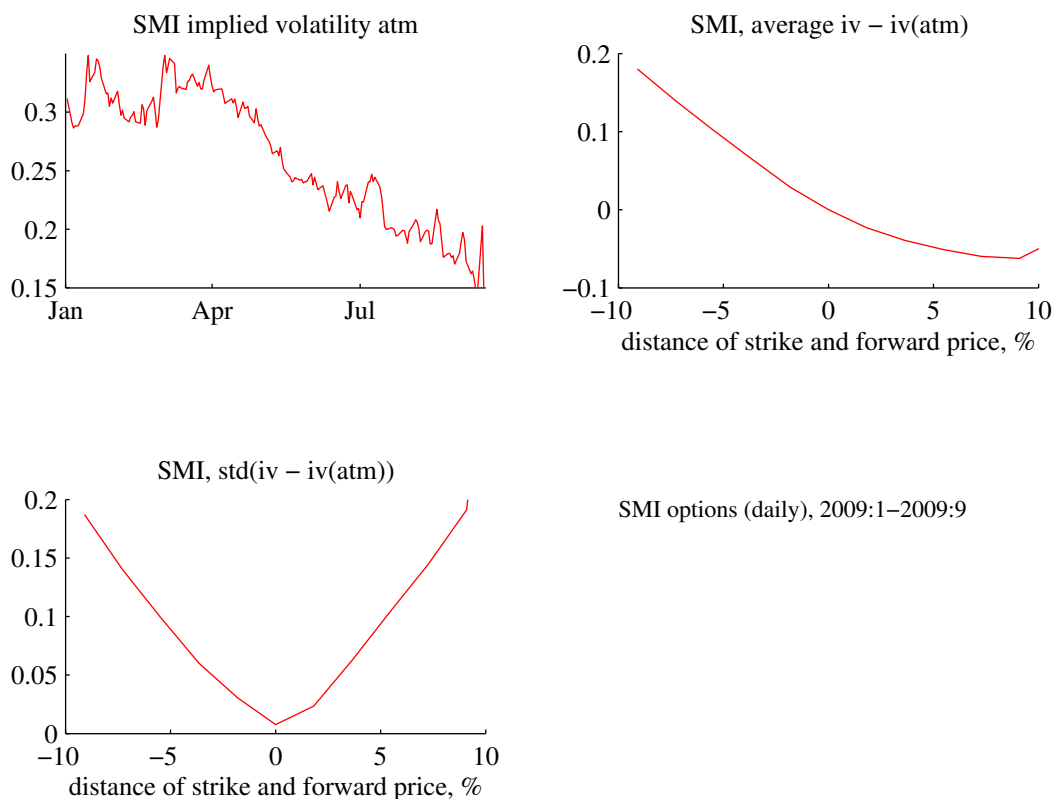 SMI implied volatility atm
0.3
0.25
0.2
0.15
Jan Apr Jul
SMI, average iv − iv(atm)
0.2
0.1
0
−0.1
−10 −5 0 5 10
distance of strike and forward price, %
SMI, std(iv − iv(atm))
0.2
0.15
0.1
0.05
0
−10 −5 0 5 10
distance of strike and forward price, %
SMI options (daily), 2009:1−2009:9